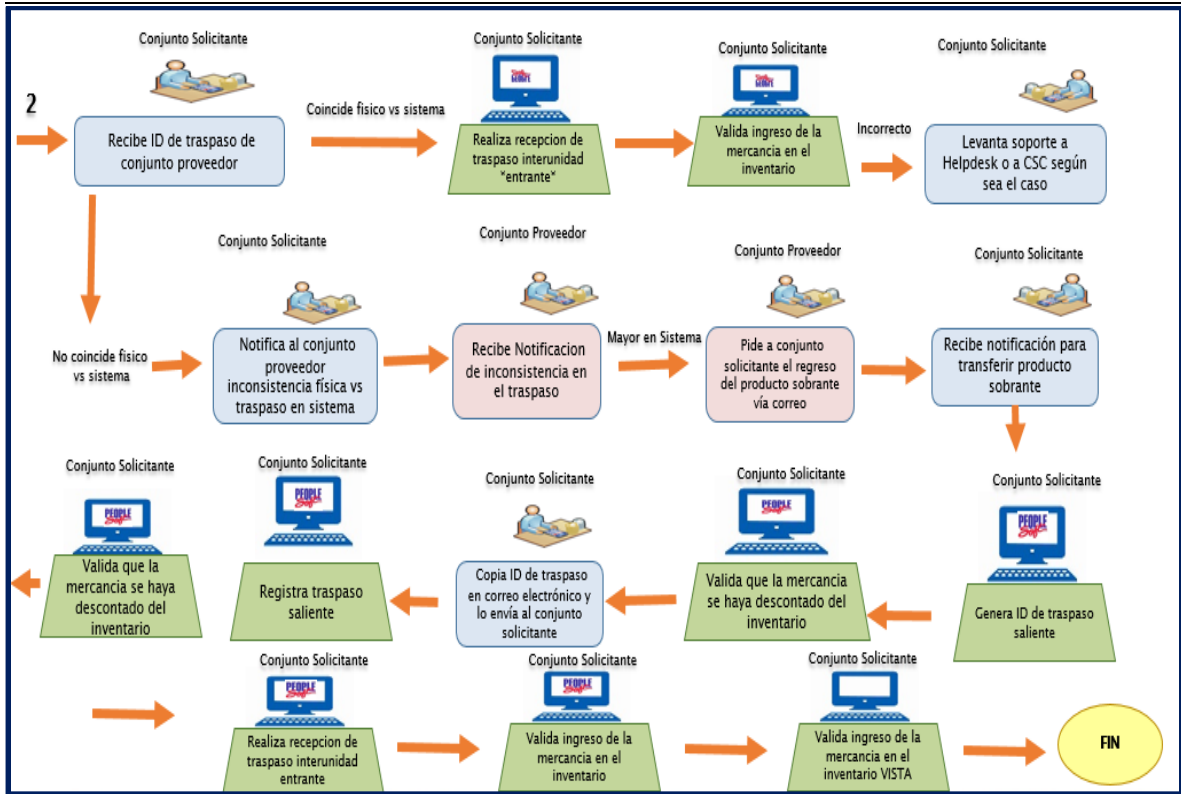 Conjunto Solicitante
Conjunto Solicitante
Conjunto Solicitante
Conjunto Solicitante
2
Recibe ID de traspaso de
conjunto proveedor
Coincide fisico vs sistema
Realiza recepcion de
traspaso interunidad
"entrante"
Valida ingreso de la
mercancia en el
inventario
Incorrecto
Levanta soporte a
Helpdesk o a CSC según
sea el caso
Conjunto Solicitante
Conjunto Proveedor
Conjunto Proveedor
Conjunto Solicitante
No coincide fisico
vs sistema
Notifica al conjunto
proveedor
inconsistencia física vs
traspaso en sistema
Recibe Notificacion
de inconsistencia en
el traspaso
Mayor en Sistema
Pide a conjunto
solicitante el regreso
del producto sobrante
vía correo
Recibe notificación para
transferir producto
sobrante
Conjunto Solicitante
Conjunto Solicitante
Conjunto Solicitante
Conjunto Solicitante
Conjunto Solicitante
PEOPLE
Soft
Valida que la
mercancia se haya
descontado del
inventario
PEOPLE
Soft
Registra traspaso
saliente
Copia ID de traspaso
en correo electrónico y
lo envía al conjunto
solicitante
PEOPLE
Soft
Valida que la mercancia
se haya descontado del
inventario
PEOPLE
Soft
Genera ID de traspaso
saliente
Conjunto Solicitante
Conjunto Solicitante
Conjunto Solicitante
PEOPLE
Soft
Realiza recepcion de
traspaso interunidad
entrante
PEOPLE
Soft
Valida ingreso de la
mercancia en el
inventario
Valida ingreso de la
mercancia en el
inventario VISTA
FIN